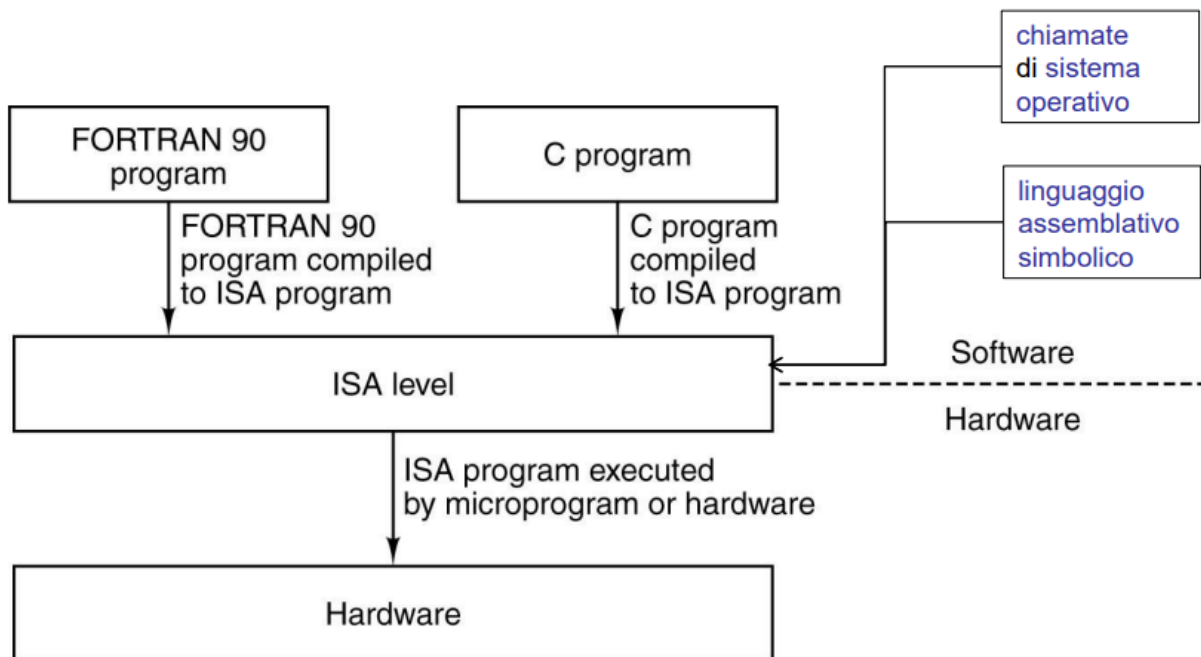 chiamate
di sistema
operativo
FORTRAN 90
program
C program
linguaggio
assemblativo
simbolico
FORTRAN 90
program compiled
to ISA program
C program
compiled
to ISA program
Software
ISA level
Hardware
ISA program executed
by microprogram or hardware
Hardware